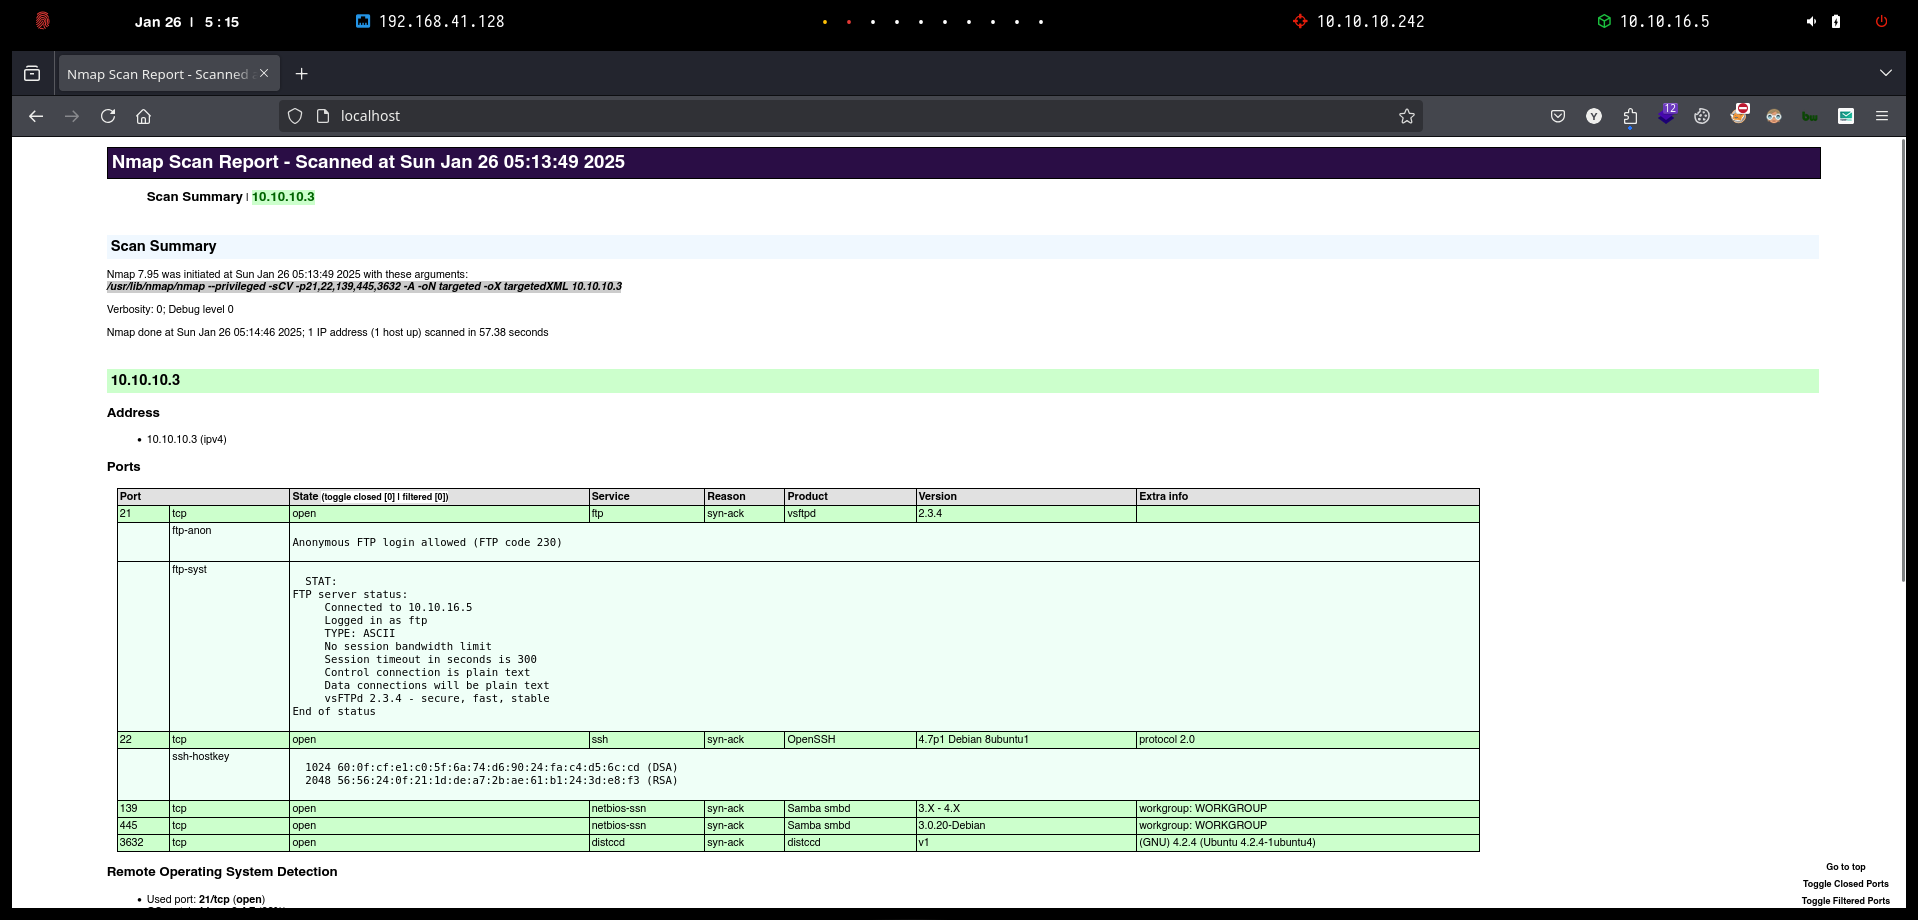 Jan 26 | 5 : 15 192.168.41.128 10.10.10.242 10.10.16.5
Nmap Scan Report - Scanned
localhost
12
Y
bw
Nmap Scan Report - Scanned at Sun Jan 26 05:13:49 2025
Scan Summary | 10.10.10.3
Scan Summary
Nmap 7.95 was initiated at Sun Jan 26 05:13:49 2025 with these arguments:
/usr/lib/nmap/nmap --privileged -sCV -p21,22,139,445,3632 -A -oN targeted -oX targetedXML 10.10.10.3
Verbosity: 0; Debug level 0
Nmap done at Sun Jan 26 05:14:46 2025; 1 IP address (1 host up) scanned in 57.38 seconds
10.10.10.3
Address
• 10.10.10.3 (ipv4)
Ports
Port State (toggle closed [0] | filtered [0]) Service Reason Product Version Extra info
21 tcp open ftp syn-ack vsftpd 2.3.4
ftp-anon
Anonymous FTP login allowed (FTP code 230)
ftp-syst
STAT:
FTP server status:
Connected to 10.10.16.5
Logged in as ftp
TYPE: ASCII
No session bandwidth limit
Session timeout in seconds is 300
Control connection is plain text
Data connections will be plain text
vsFTPd 2.3.4 - secure, fast, stable
End of status
22 tcp open ssh syn-ack OpenSSH 4.7p1 Debian 8ubuntu1 protocol 2.0
ssh-hostkey
1024 60:0f:cf:e1:c0:5f:6a:74:d6:90:24:fa:c4:d5:6c:cd (DSA)
2048 56:56:24:0f:21:1d:de:a7:2b:ae:61:b1:24:3d:e8:f3 (RSA)
139 tcp open netbios-ssn syn-ack Samba smbd 3.X - 4.X workgroup: WORKGROUP
445 tcp open netbios-ssn syn-ack Samba smbd 3.0.20-Debian workgroup: WORKGROUP
3632 tcp open distccd syn-ack distccd v1 (GNU) 4.2.4 (Ubuntu 4.2.4-1ubuntu4)
Remote Operating System Detection
• Used port: 21/tcp (open)
Go to top
Toggle Closed Ports
Toggle Filtered Ports